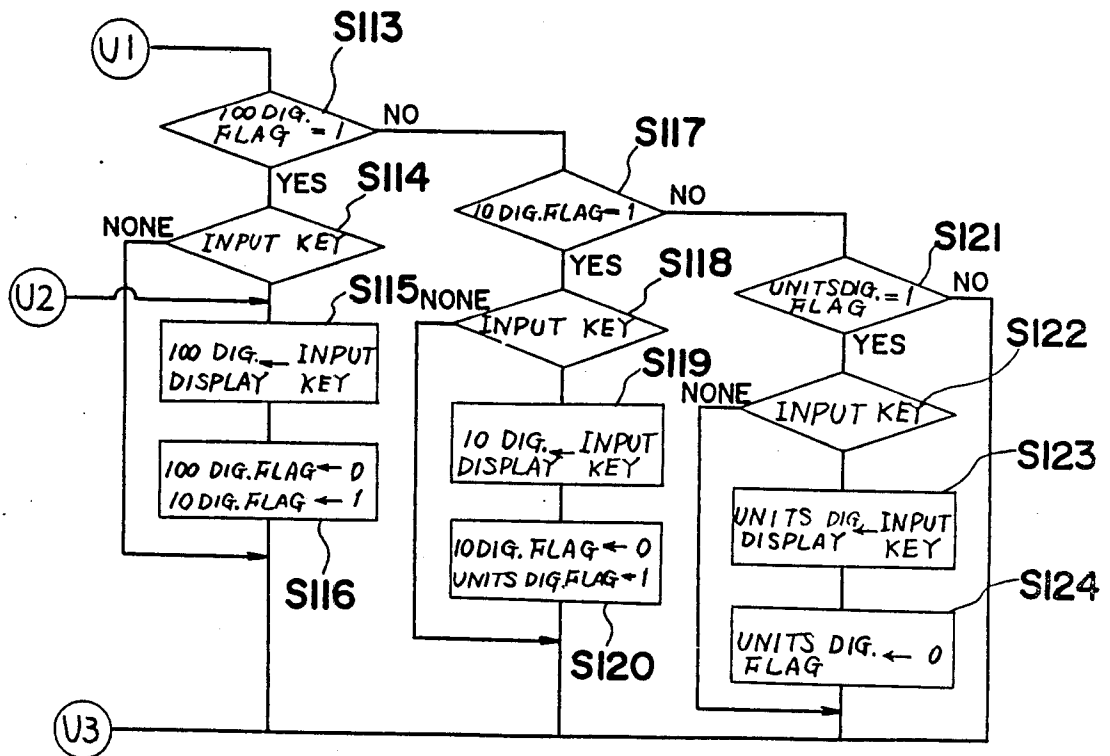 U1
S113
100 DIG.
FLAG = 1
NO
YES
S114
NONE
INPUT KEY
U2
S115
100 DIG. ← INPUT
DISPLAY KEY
100 DIG.FLAG ← 0
10 DIG.FLAG ← 1
S116
S117
10 DIG.FLAG = 1
NO
YES
S118
NONE
INPUT KEY
S119
10 DIG. ← INPUT
DISPLAY KEY
10 DIG. FLAG ← 0
UNITS DIG.FLAG ← 1
S120
S121
UNITS DIG. = 1
FLAG
NO
YES
S122
NONE
INPUT KEY
S123
UNITS DIG ← INPUT
DISPLAY KEY
S124
UNITS DIG. ← 0
FLAG
U3